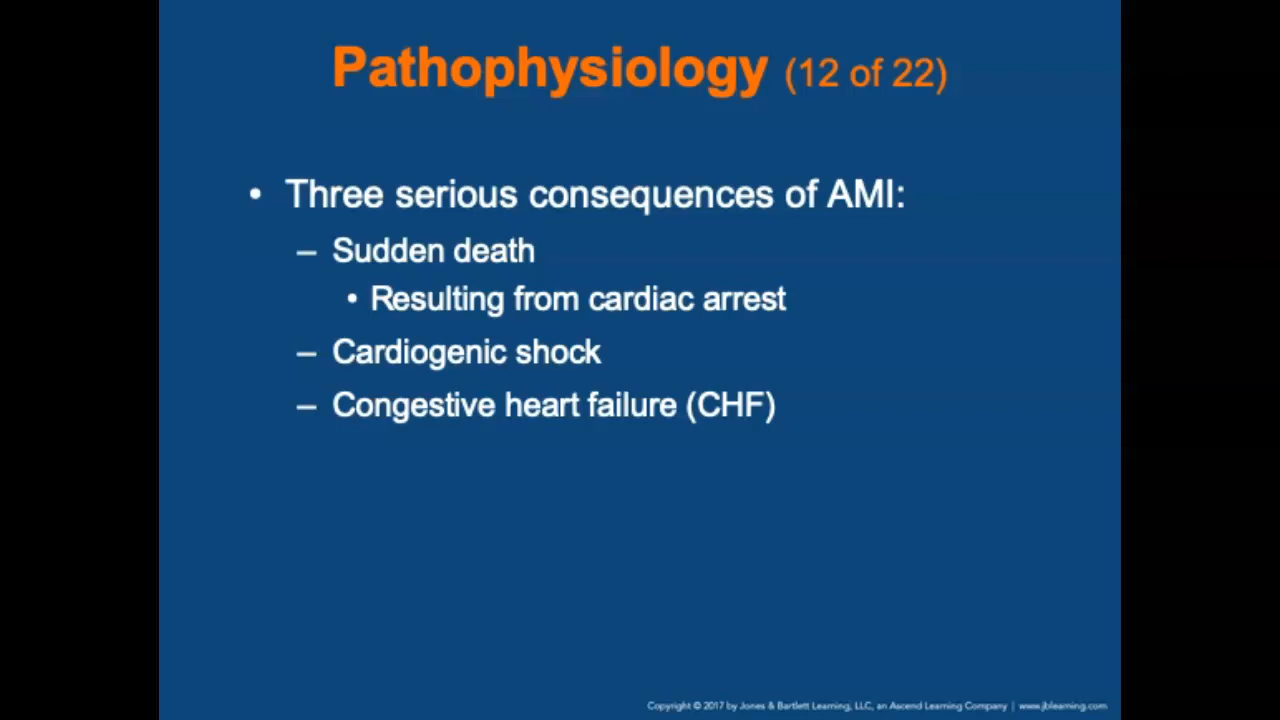 Pathophysiology (12 of 22)
• Three serious consequences of AMI:
– Sudden death
• Resulting from cardiac arrest
– Cardiogenic shock
– Congestive heart failure (CHF)
Copyright © 2017 by Jones & Bartlett Learning, LLC, an Ascend Learning Company | www.jblearning.com